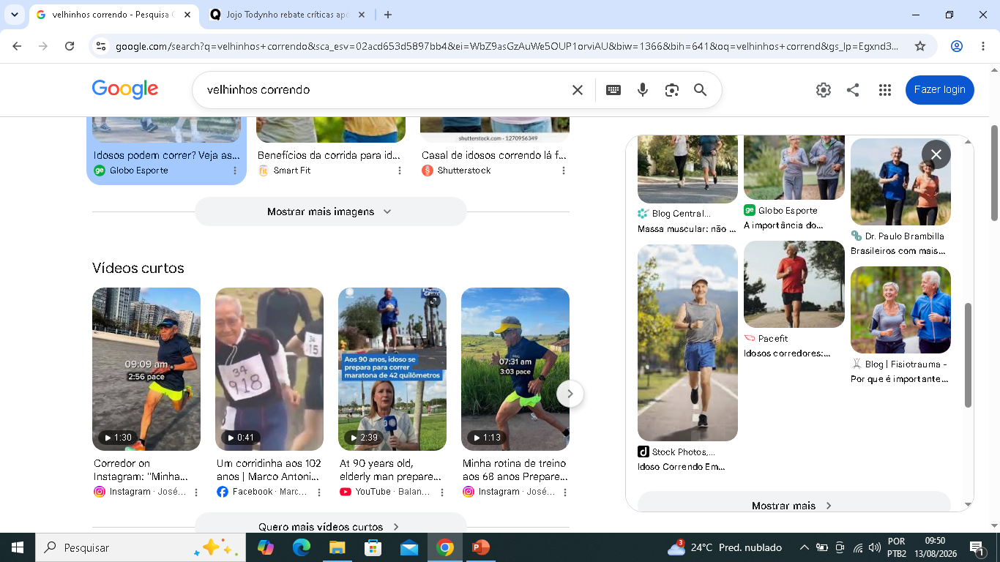 velhinhos correndo - Pesquisa G
Jojo Todynho rebate críticas apó
google.com/search?q=velhinhos+correndo&sca_esv=02acd653d5897bb4&ei=WbZ9asGzAuWe5OUP1orviAU&biw=1366&bih=641&oq=velhinhos+corrend&gs_lp=Egxnd3...
Google
velhinhos correndo
Fazer login
shutterstock.com · 1270956349
Idosos podem correr? Veja as...
ge Globo Esporte
Benefícios da corrida para id...
fit Smart Fit
Casal de idosos correndo lá f...
Shutterstock
Mostrar mais imagens
Vídeos curtos
09:09 am
2:56 pace
1:30
Corredor on
Instagram: "Minha...
Instagram · José...
34
918
34
15
0:41
Um corridinha aos 102
anos | Marco Antoni...
Facebook · Marc...
Aos 90 anos, idoso se
prepara para correr
maratona de 42 quilômetros
2:39
At 90 years old,
elderly man prepare...
YouTube · Balan...
07:31 am
3:03 pace
1:13
Minha rotina de treino
aos 68 anos Prepare...
Instagram · José...
Quero mais vídeos curtos
Blog Central...
Massa muscular: não ...
ge Globo Esporte
A importância do...
Dr. Paulo Brambilla
Brasileiros com mais...
Stock Photos,...
Idoso Correndo Em...
Pacefit
Idosos corredores:...
Blog | Fisiotrauma -
Por que é importante...
Mostrar mais
Pesquisar
3
24°C Pred. nublado
POR
PTB2
09:50
13/08/2026
1